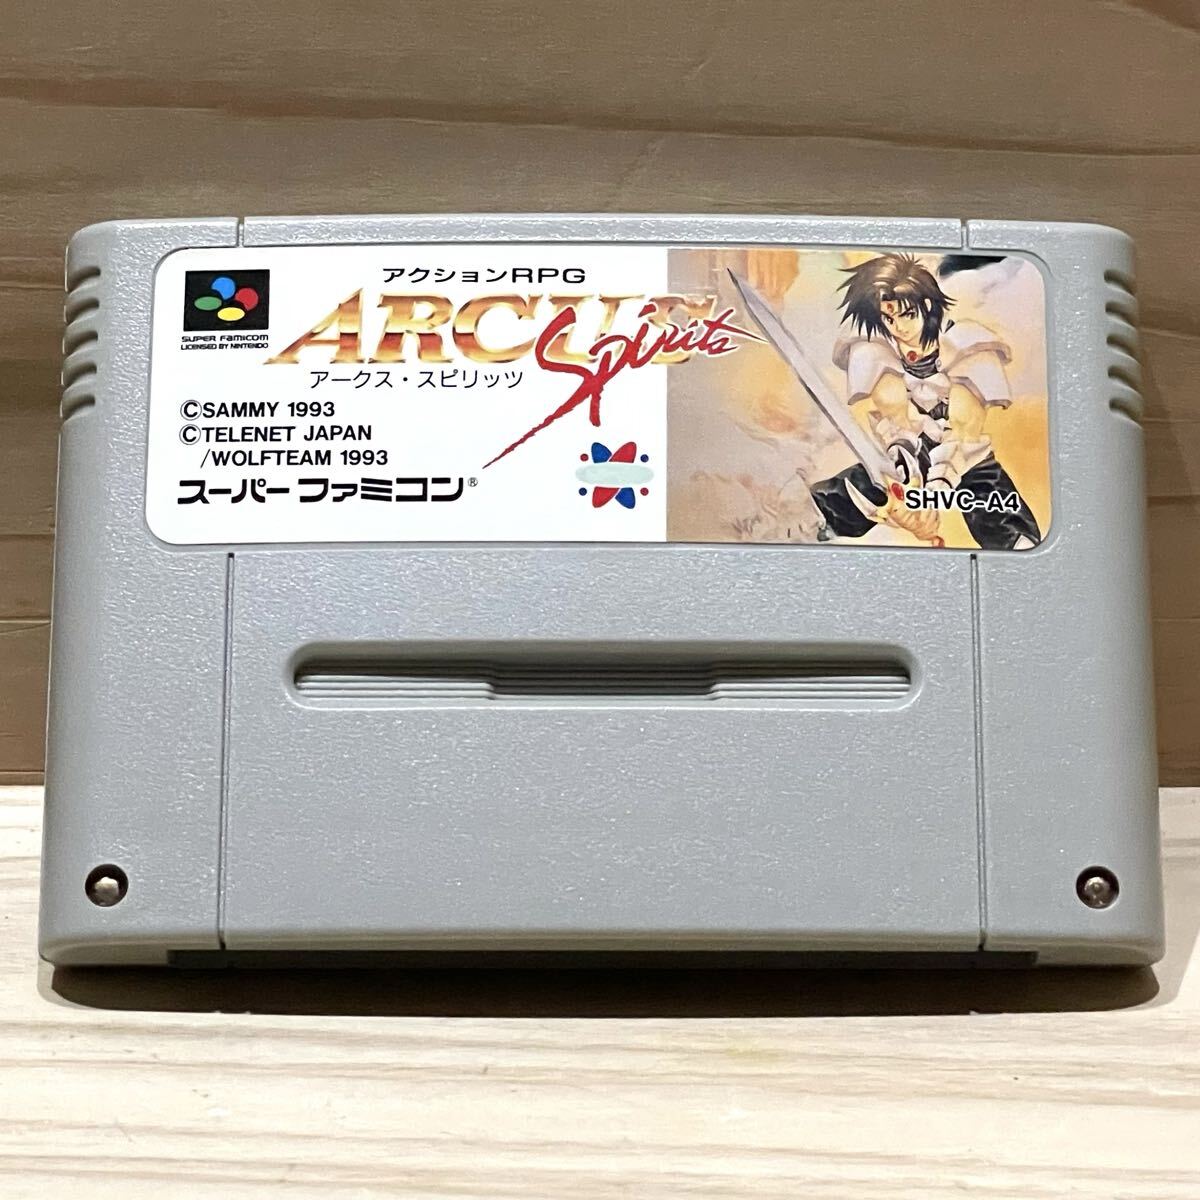 アクションRPG
ARCUS
Spirits
アークス・スピリッツ
SUPER FAMICOM
LICENSED BY NINTENDO
©SAMMY 1993
©TELENET JAPAN
/WOLFTEAM 1993
スーパーファミコン®
SHVC-A4